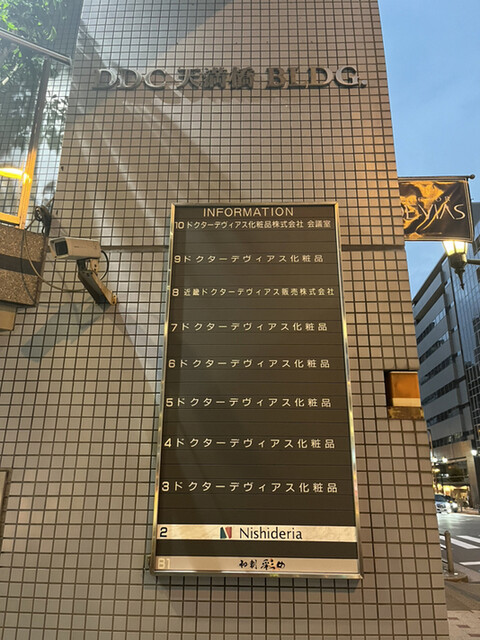 D.D.C 天満橋 BLDG.
INFORMATION
10 ドクターデヴィアス化粧品株式会社 会議室
9 ドクターデヴィアス化粧品
8 近畿ドクターデヴィアス販売株式会社
7 ドクターデヴィアス化粧品
6 ドクターデヴィアス化粧品
5 ドクターデヴィアス化粧品
4 ドクターデヴィアス化粧品
3 ドクターデヴィアス化粧品
2 Nishideria
B1